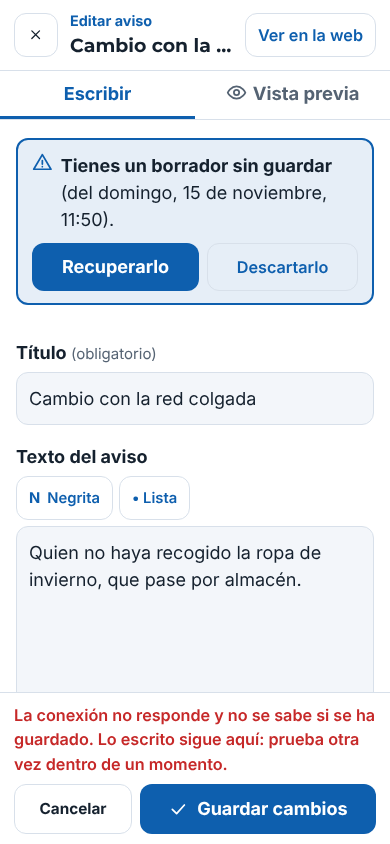 Editar aviso
Cambio con la ...
Ver en la web
Escribir
Vista previa
Tienes un borrador sin guardar
(del domingo, 15 de noviembre,
11:50).
Recuperarlo
Descartarlo
Título (obligatorio)
Cambio con la red colgada
Texto del aviso
N Negrita
• Lista
Quien no haya recogido la ropa de
invierno, que pase por almacén.
La conexión no responde y no se sabe si se ha
guardado. Lo escrito sigue aquí: prueba otra
vez dentro de un momento.
Cancelar
Guardar cambios